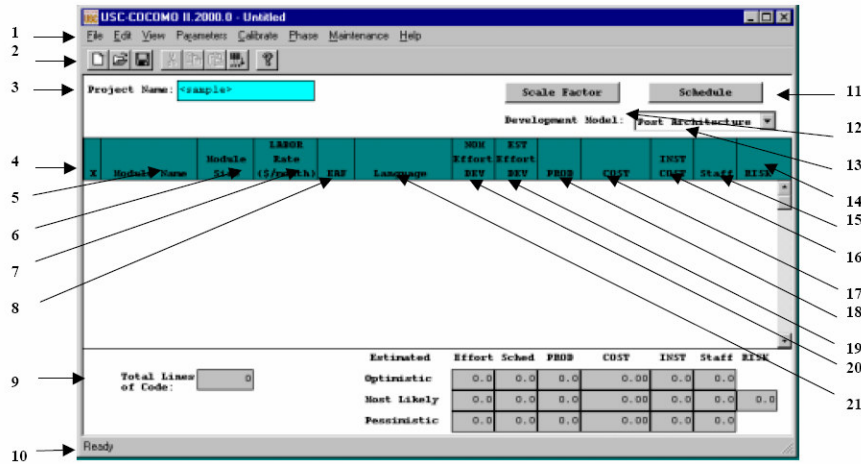 USC-COCOMO II.2000.0 - Untitled
1
File Edit View Parameters Calibrate Phase Maintenance Help
2
3
Project Name: <sample>
Scale Factor
Schedule
11
Development Model: Post Architecture
12
13
4
X
Module Name
Module Size
LABOR Rate ($/month)
EAF
Language
NOM Effort DEV
EST Effort DEV
PROD
COST
INST COST
Staff
RISK
5
14
6
15
7
16
8
17
18
19
20
21
9
Total Lines of Code:
0
Estimated Effort Sched PROD COST INST Staff RISK
Optimistic 0.0 0.0 0.0 0.00 0.0 0.0
Most Likely 0.0 0.0 0.0 0.00 0.0 0.0 0.0
Pessimistic 0.0 0.0 0.0 0.00 0.0 0.0
10
Ready